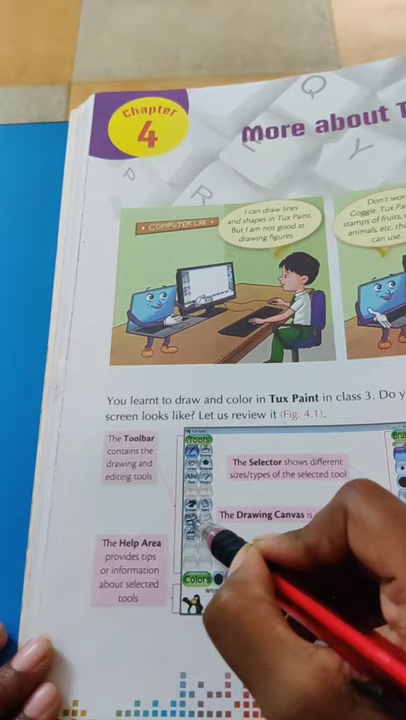 Chapter
4
More about T
Q
Y
R
P
COMPUTER LAB
I can draw lines
and shapes in Tux Paint.
But I am not good at
drawing figures.
Don't wor
Goggle. Tux Pa
stamps of fruits,
animals, etc. tha
can use.
You learnt to draw and color in Tux Paint in class 3. Do y
screen looks like? Let us review it (Fig. 4.1).
The Toolbar
contains the
drawing and
editing tools
Tools
The Selector shows different
sizes/types of the selected tool
The Drawing Canvas is
The Help Area
provides tips
or information
about selected
tools
Colors